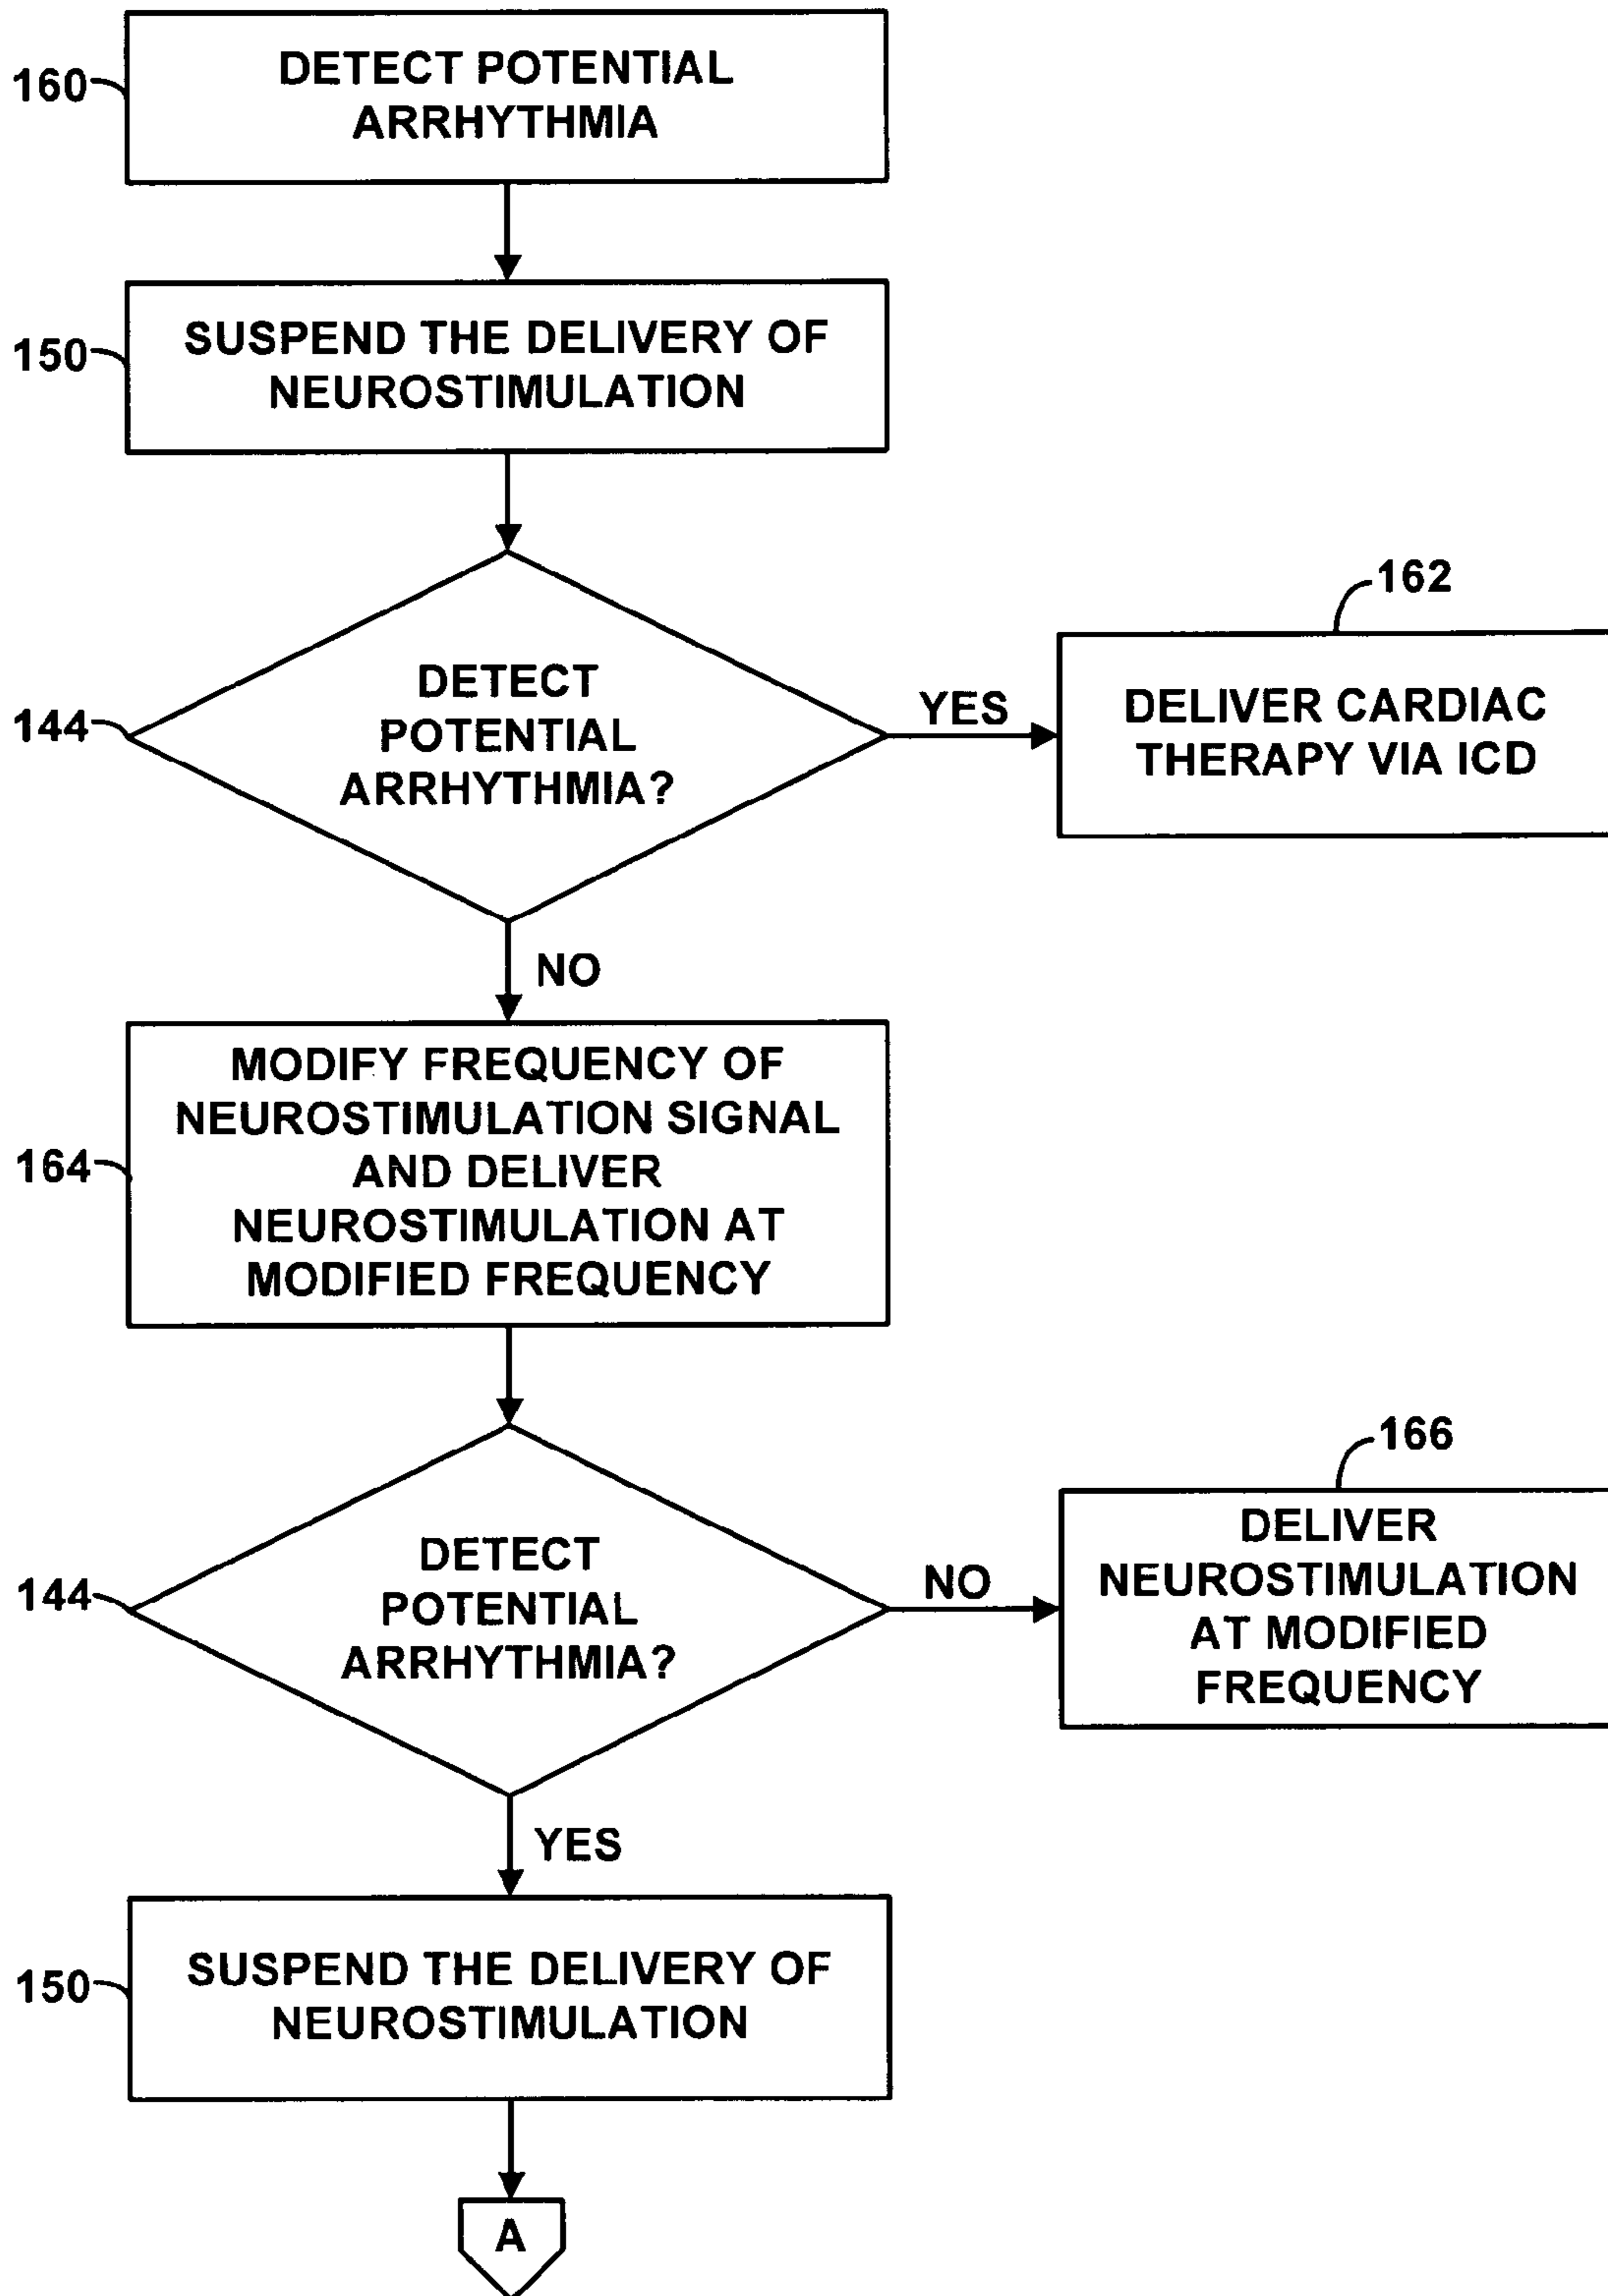 160
DETECT POTENTIAL
ARRHYTHMIA
150
SUSPEND THE DELIVERY OF
NEUROSTIMULATION
144
DETECT
POTENTIAL
ARRHYTHMIA?
YES
162
DELIVER CARDIAC
THERAPY VIA ICD
NO
164
MODIFY FREQUENCY OF
NEUROSTIMULATION SIGNAL
AND DELIVER
NEUROSTIMULATION AT
MODIFIED FREQUENCY
144
DETECT
POTENTIAL
ARRHYTHMIA?
NO
166
DELIVER
NEUROSTIMULATION
AT MODIFIED
FREQUENCY
YES
150
SUSPEND THE DELIVERY OF
NEUROSTIMULATION
A